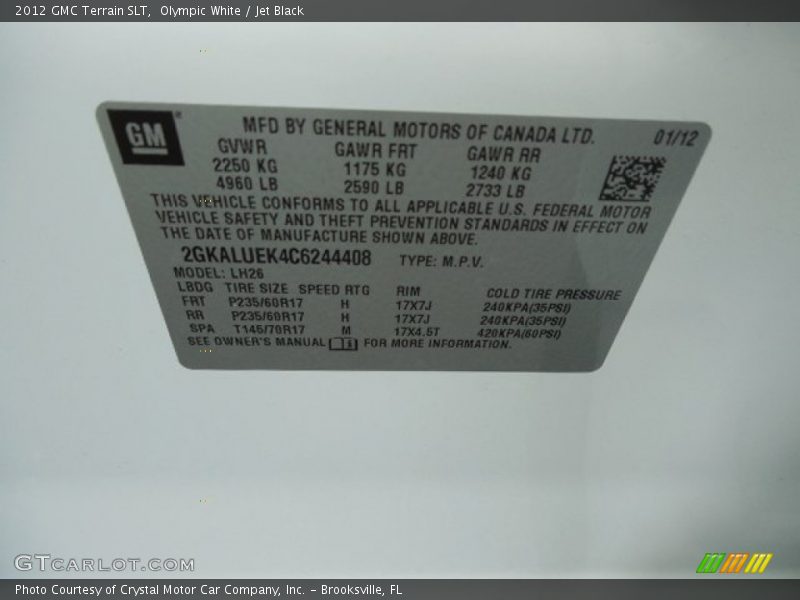 2012 GMC Terrain SLT, Olympic White / Jet Black
GM
MFD BY GENERAL MOTORS OF CANADA LTD. 01/12
GVWR GAWR FRT GAWR RR
2250 KG 1175 KG 1240 KG
4960 LB 2590 LB 2733 LB
THIS VEHICLE CONFORMS TO ALL APPLICABLE U.S. FEDERAL MOTOR
VEHICLE SAFETY AND THEFT PREVENTION STANDARDS IN EFFECT ON
THE DATE OF MANUFACTURE SHOWN ABOVE.
2GKALUEK4C6244408 TYPE: M.P.V.
MODEL: LH26
LBDG TIRE SIZE SPEED RTG RIM COLD TIRE PRESSURE
FRT P235/60R17 H 17X7J 240KPA(35PSI)
RR P235/60R17 H 17X7J 240KPA(35PSI)
SPA T145/70R17 M 17X4.5T 420KPA(60PSI)
SEE OWNER'S MANUAL FOR MORE INFORMATION.
GTCARLOT.COM
Photo Courtesy of Crystal Motor Car Company, Inc. – Brooksville, FL